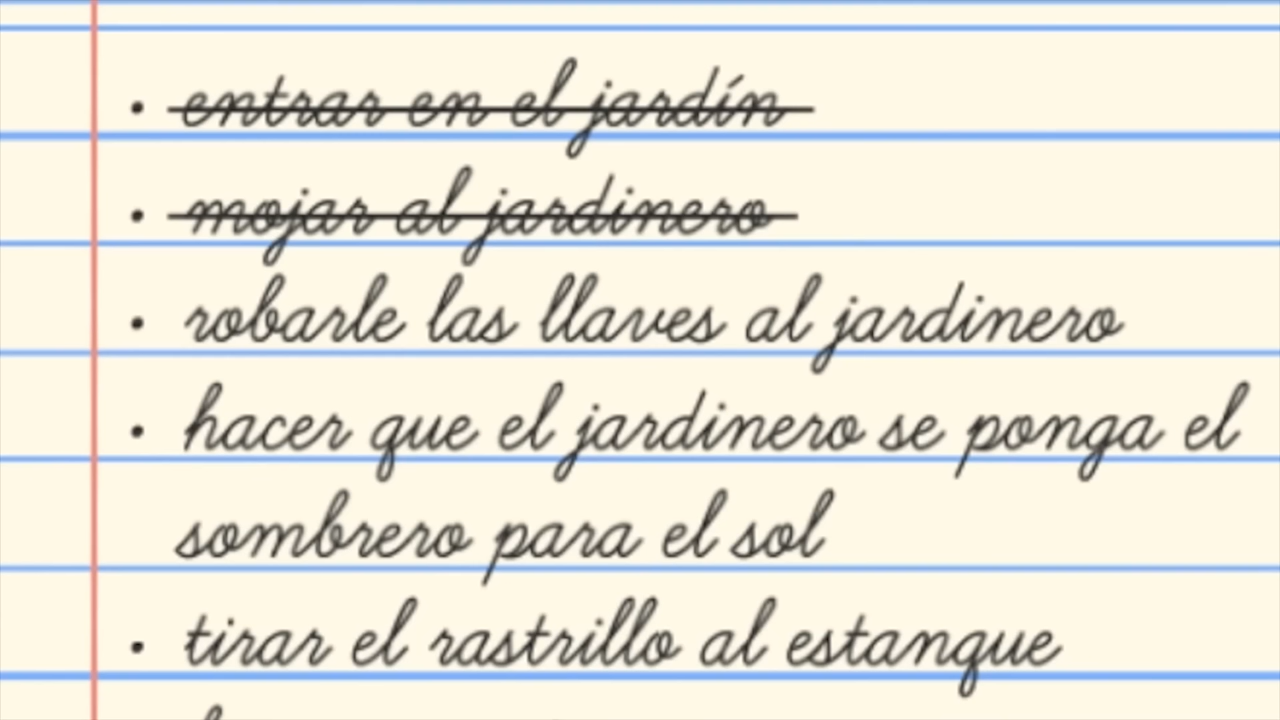 • entrar en el jardín
• mojar al jardinero
• robarle las llaves al jardinero
• hacer que el jardinero se ponga el
sombrero para el sol
• tirar el rastrillo al estanque